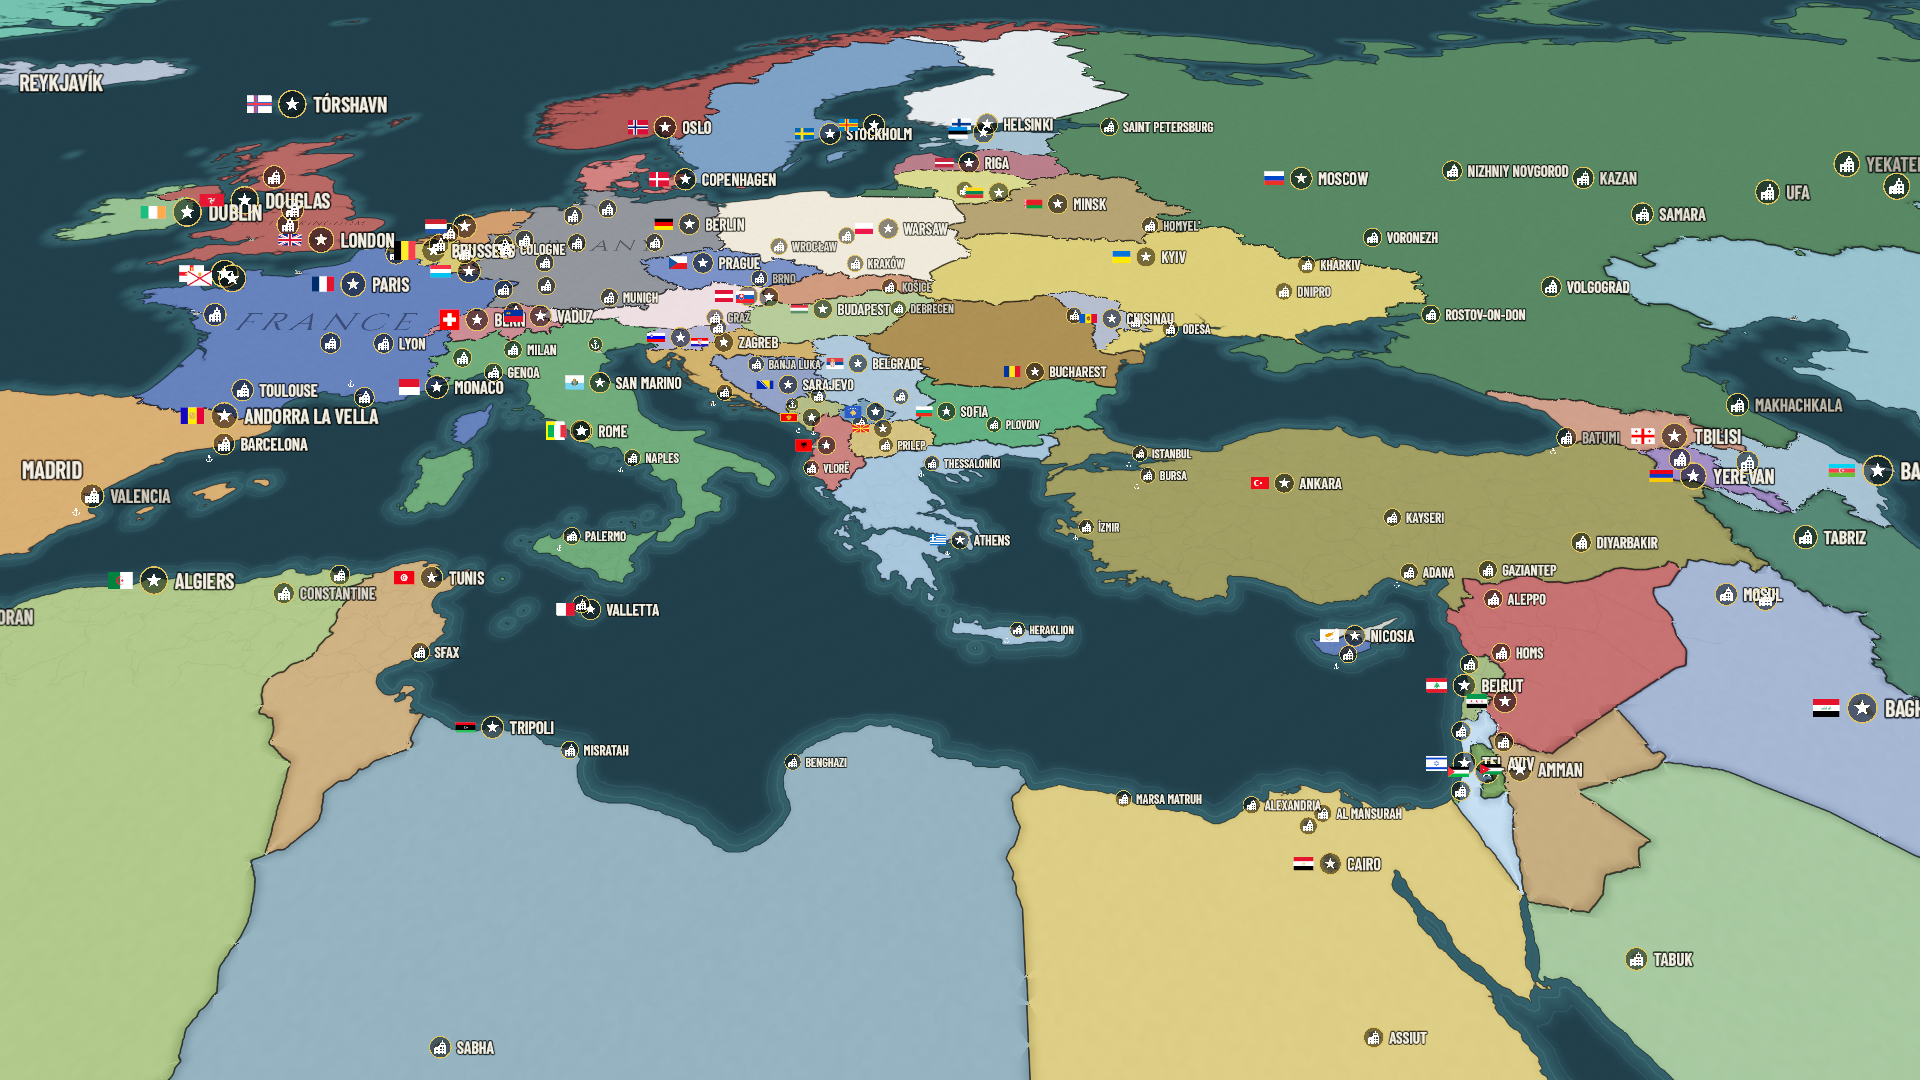 REYKJAVÍK
TÓRSHAVN
OSLO
STOCKHOLM
HELSINKI
SAINT PETERSBURG
RIGA
MOSCOW
NIZHNIY NOVGOROD
KAZAN
UFA
SAMARA
COPENHAGEN
DOUGLAS
DUBLIN
LONDON
BERLIN
MINSK
HOMYEL'
WARSAW
WROCŁAW
KRAKÓW
VORONEZH
BRUSSELS
COLOGNE
PRAGUE
BRNO
KYIV
KHARKIV
DNIPRO
VOLGOGRAD
PARIS
FRANCE
MUNICH
KOŠICE
BERN
VADUZ
GRAZ
BUDAPEST
DEBRECEN
CHISINAU
ODESA
ROSTOV-ON-DON
LYON
MILAN
ZAGREB
GENOA
BANJA LUKA
BELGRADE
BUCHAREST
TOULOUSE
MONACO
SAN MARINO
SARAJEVO
SOFIA
PLOVDIV
MAKHACHKALA
ANDORRA LA VELLA
BARCELONA
ROME
NAPLES
PRILEP
VLORË
THESSALONÍKI
ISTANBUL
BURSA
BATUMI
TBILISI
YEREVAN
MADRID
VALENCIA
ANKARA
KAYSERI
İZMIR
DIYARBAKIR
TABRIZ
PALERMO
ATHENS
ADANA
GAZIANTEP
ALEPPO
MOSUL
ALGIERS
CONSTANTINE
TUNIS
VALLETTA
HERAKLION
NICOSIA
HOMS
SFAX
BEIRUT
TRIPOLI
MISRATAH
BENGHAZI
TEL AVIV
AMMAN
MARSA MATRUH
ALEXANDRIA
AL MANSURAH
CAIRO
TABUK
ASSIUT
SABHA